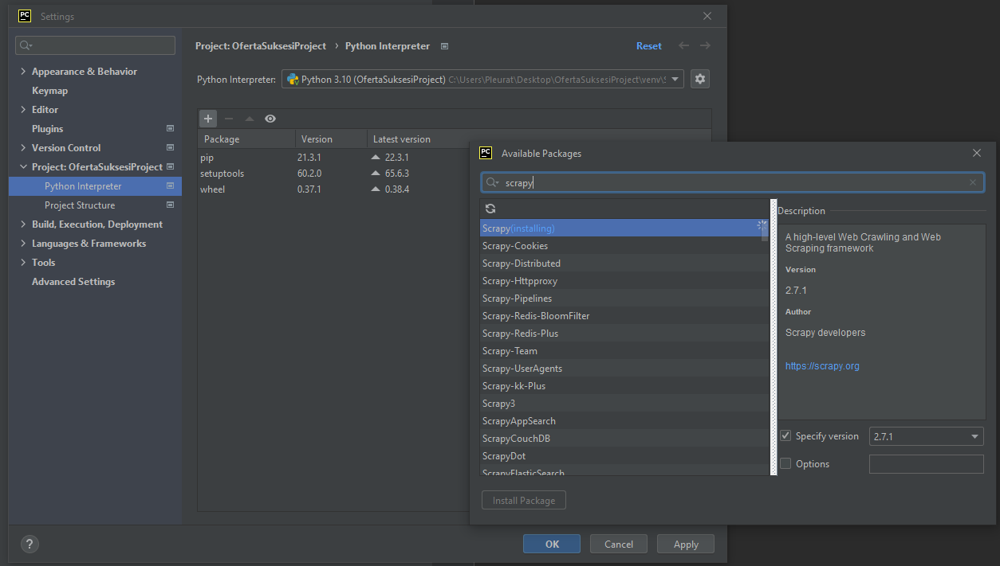 PC Settings
Project: OfertaSuksesiProject › Python Interpreter Reset
Appearance & Behavior
Keymap
Editor
Plugins
Version Control
Project: OfertaSuksesiProject
Python Interpreter
Project Structure
Build, Execution, Deployment
Languages & Frameworks
Tools
Advanced Settings
Python Interpreter: Python 3.10 (OfertaSuksesiProject) C:\Users\Pleurat\Desktop\OfertaSuksesiProject\venv\S
Package Version Latest version
pip 21.3.1 22.3.1
setuptools 60.2.0 65.6.3
wheel 0.37.1 0.38.4
PC Available Packages
scrapy
Scrapy(installing)
Scrapy-Cookies
Scrapy-Distributed
Scrapy-Httpproxy
Scrapy-Pipelines
Scrapy-Redis-BloomFilter
Scrapy-Redis-Plus
Scrapy-Team
Scrapy-UserAgents
Scrapy-kk-Plus
Scrapy3
ScrapyAppSearch
ScrapyCouchDB
ScrapyDot
ScrapyElasticSearch
Description
A high-level Web Crawling and Web
Scraping framework
Version
2.7.1
Author
Scrapy developers
https://scrapy.org
Specify version 2.7.1
Options
Install Package
? OK Cancel Apply